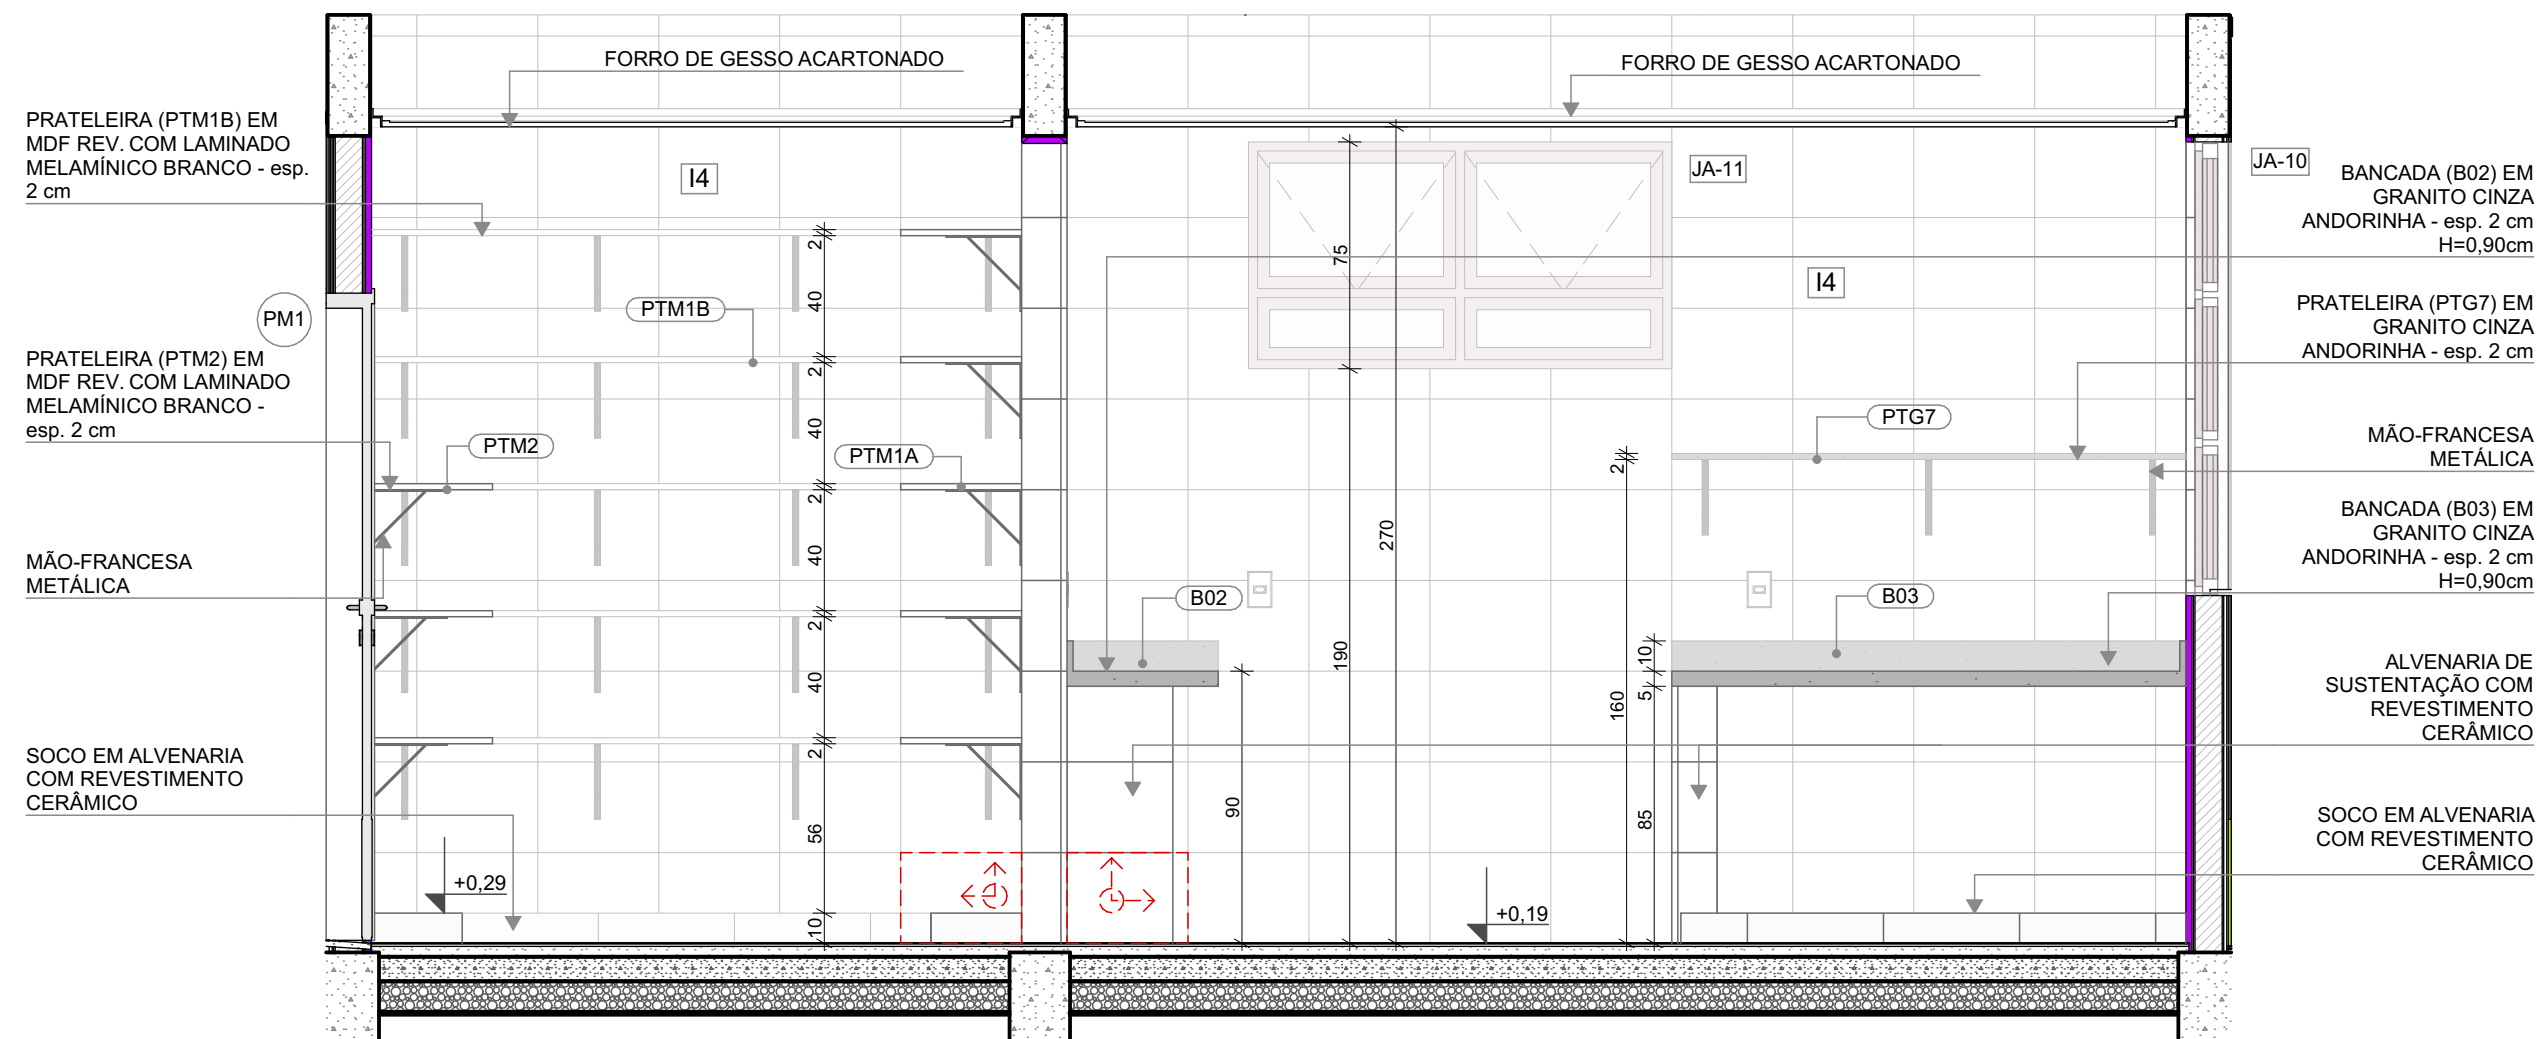 FORRO DE GESSO ACARTONADO
FORRO DE GESSO ACARTONADO
PRATELEIRA (PTM1B) EM
MDF REV. COM LAMINADO
MELAMÍNICO BRANCO - esp.
2 cm
I4
JA-11
JA-10
BANCADA (B02) EM
GRANITO CINZA
ANDORINHA - esp. 2 cm
H=0,90cm
2
75
I4
40
PTM1B
PM1
PRATELEIRA (PTG7) EM
GRANITO CINZA
ANDORINHA - esp. 2 cm
PRATELEIRA (PTM2) EM
MDF REV. COM LAMINADO
MELAMÍNICO BRANCO -
esp. 2 cm
2
40
PTM2
PTM1A
PTG7
2
MÃO-FRANCESA
METÁLICA
2
40
270
BANCADA (B03) EM
GRANITO CINZA
ANDORINHA - esp. 2 cm
H=0,90cm
MÃO-FRANCESA
METÁLICA
B02
B03
2
40
190
10
5
160
ALVENARIA DE
SUSTENTAÇÃO COM
REVESTIMENTO
CERÂMICO
SOCO EM ALVENARIA
COM REVESTIMENTO
CERÂMICO
2
56
90
85
SOCO EM ALVENARIA
COM REVESTIMENTO
CERÂMICO
+0,29
10
+0,19